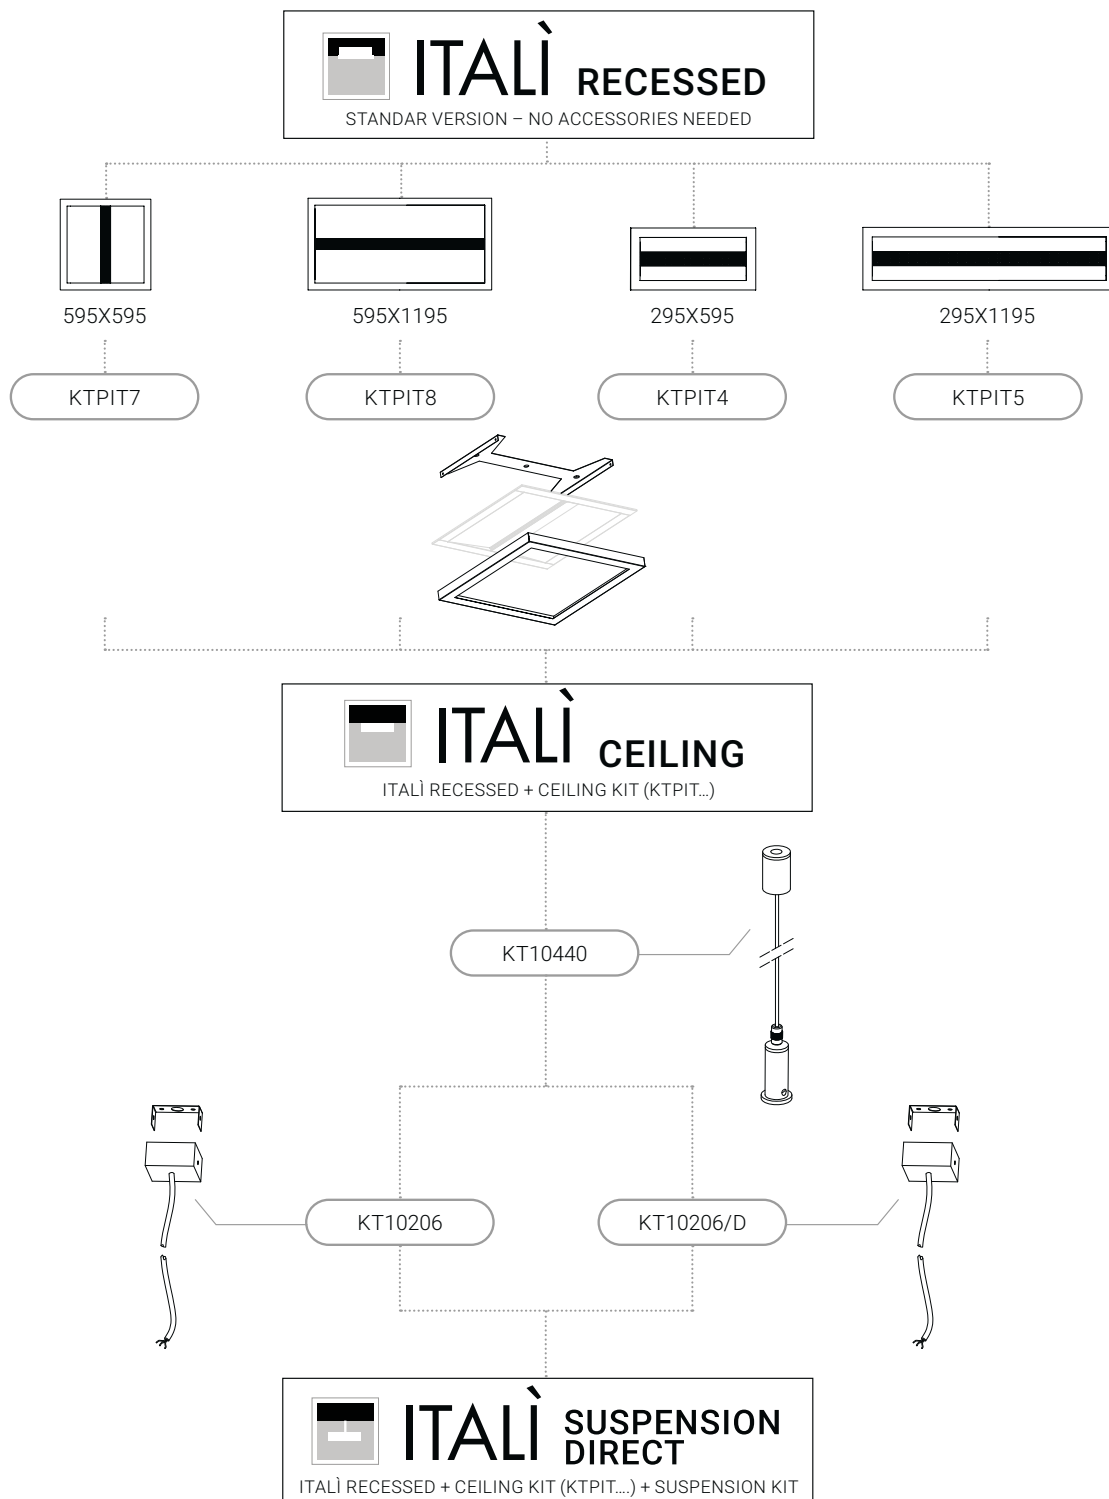 ITALÌ RECESSED
STANDAR VERSION – NO ACCESSORIES NEEDED
595X595 595X1195 295X595 295X1195
KTPIT7 KTPIT8 KTPIT4 KTPIT5
ITALÌ CEILING
ITALÌ RECESSED + CEILING KIT (KTPIT...)
KT10440
KT10206 KT10206/D
ITALÌ SUSPENSION
DIRECT
ITALÌ RECESSED + CEILING KIT (KTPIT....) + SUSPENSION KIT